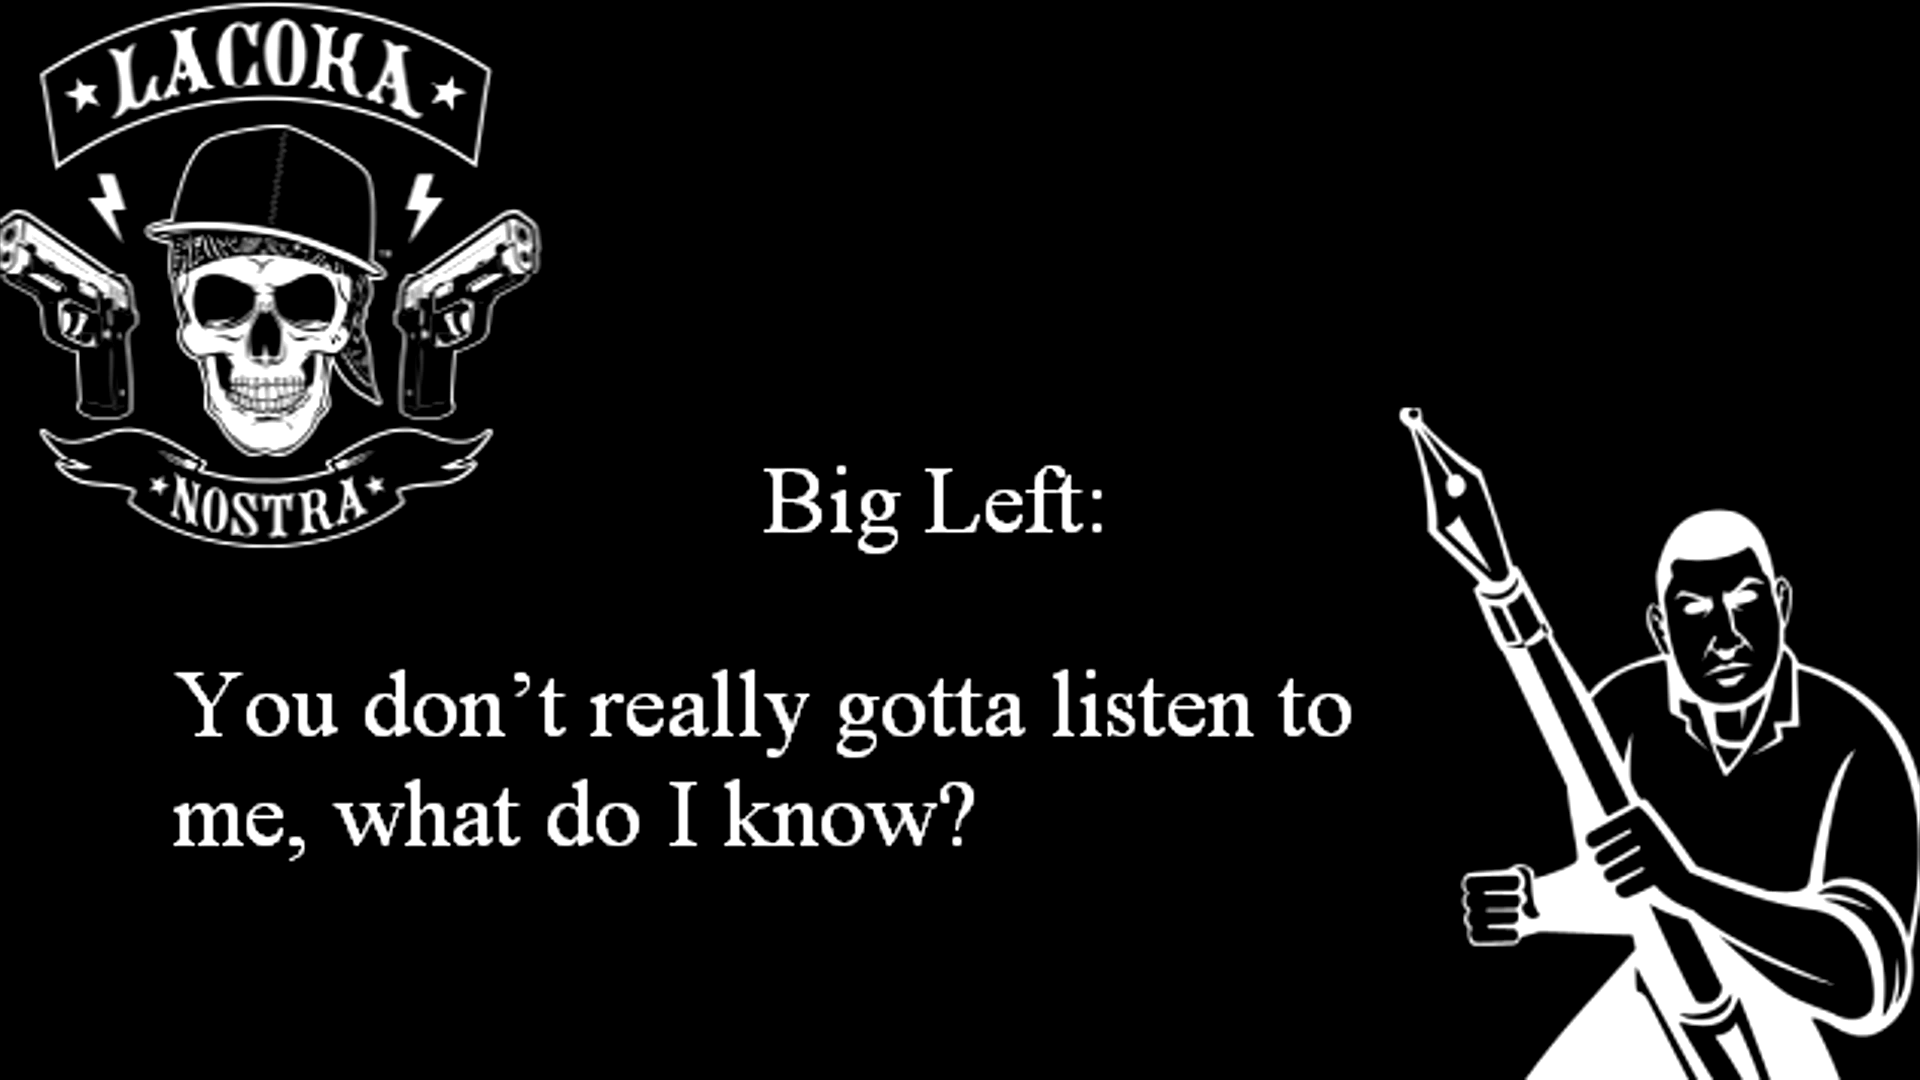 LACOKA
NOSTRA
Big Left:
You don’t really gotta listen to
me, what do I know?